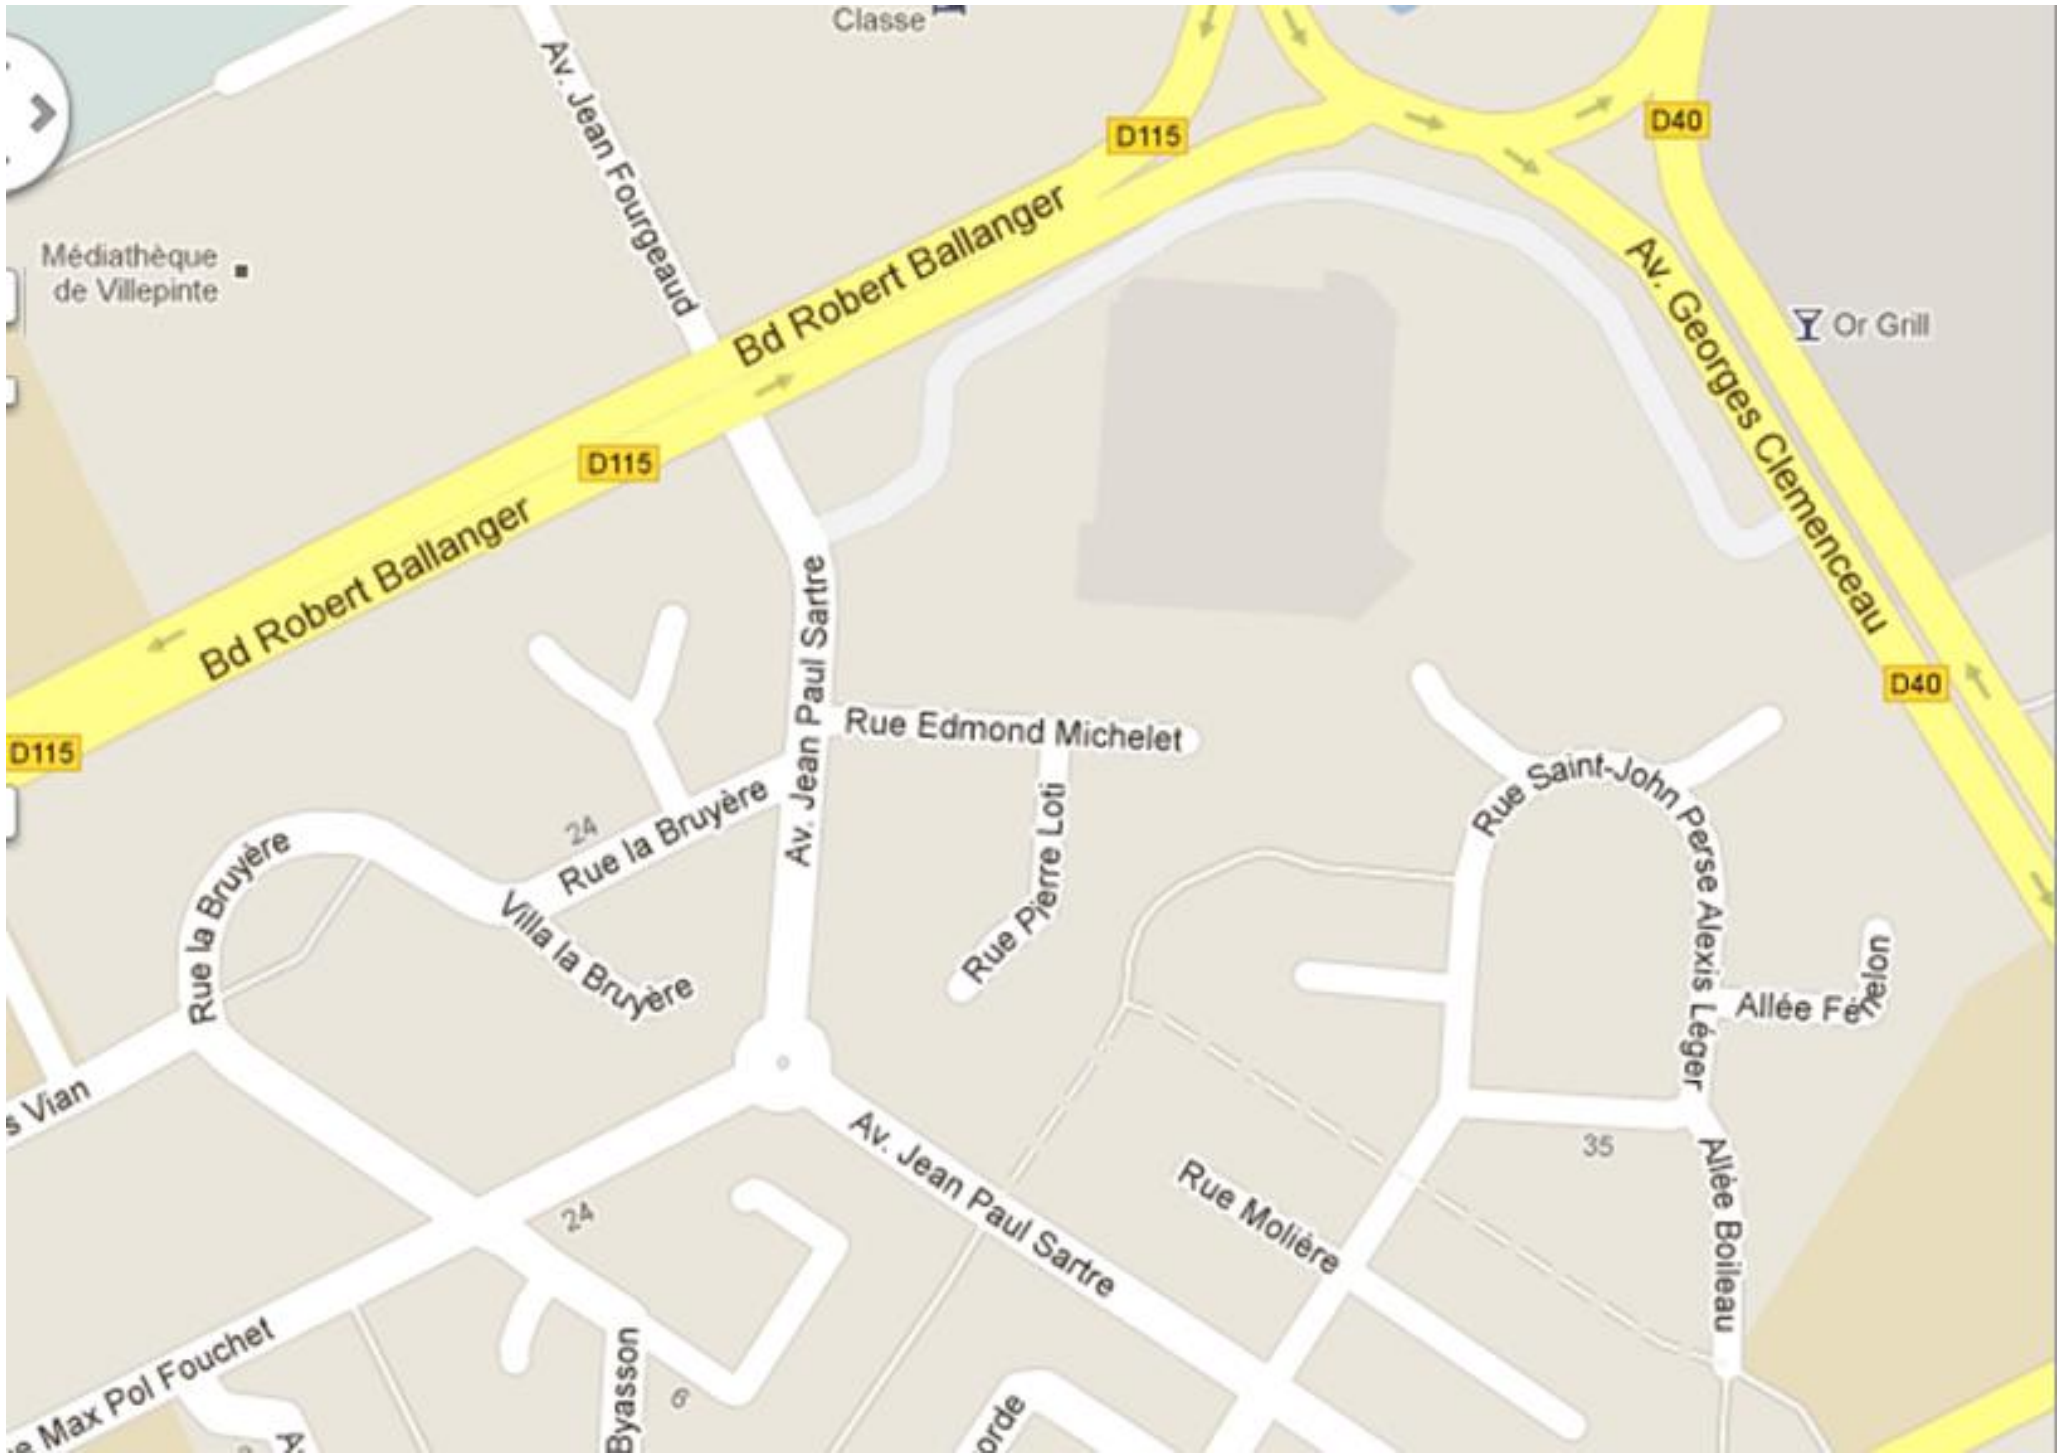 Classe
Av. Jean Fourgeaud
D115
D40
Médiathèque
de Villepinte
Bd Robert Ballanger
Av. Georges Clemenceau
Or Grill
D115
Bd Robert Ballanger
Av. Jean Paul Sartre
D40
D115
Rue Edmond Michelet
Rue Saint-John Perse Alexis Léger
24
Rue la Bruyère
Rue la Bruyère
Rue Pierre Loti
Villa la Bruyère
Allée Fénelon
s Vian
Av. Jean Paul Sartre
35
Allée Boileau
Rue Molière
24
e Max Pol Fouchet
Byasson
6
orde